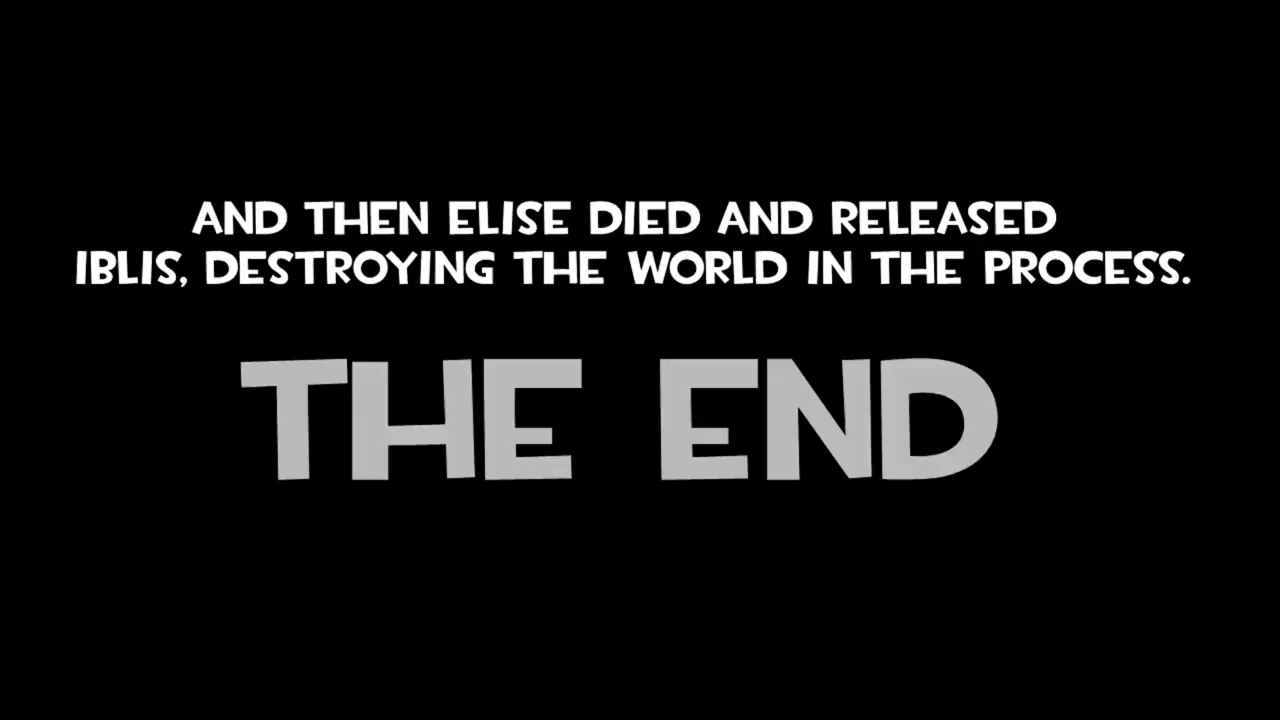 AND THEN ELISE DIED AND RELEASED
IBLIS, DESTROYING THE WORLD IN THE PROCESS.
THE END